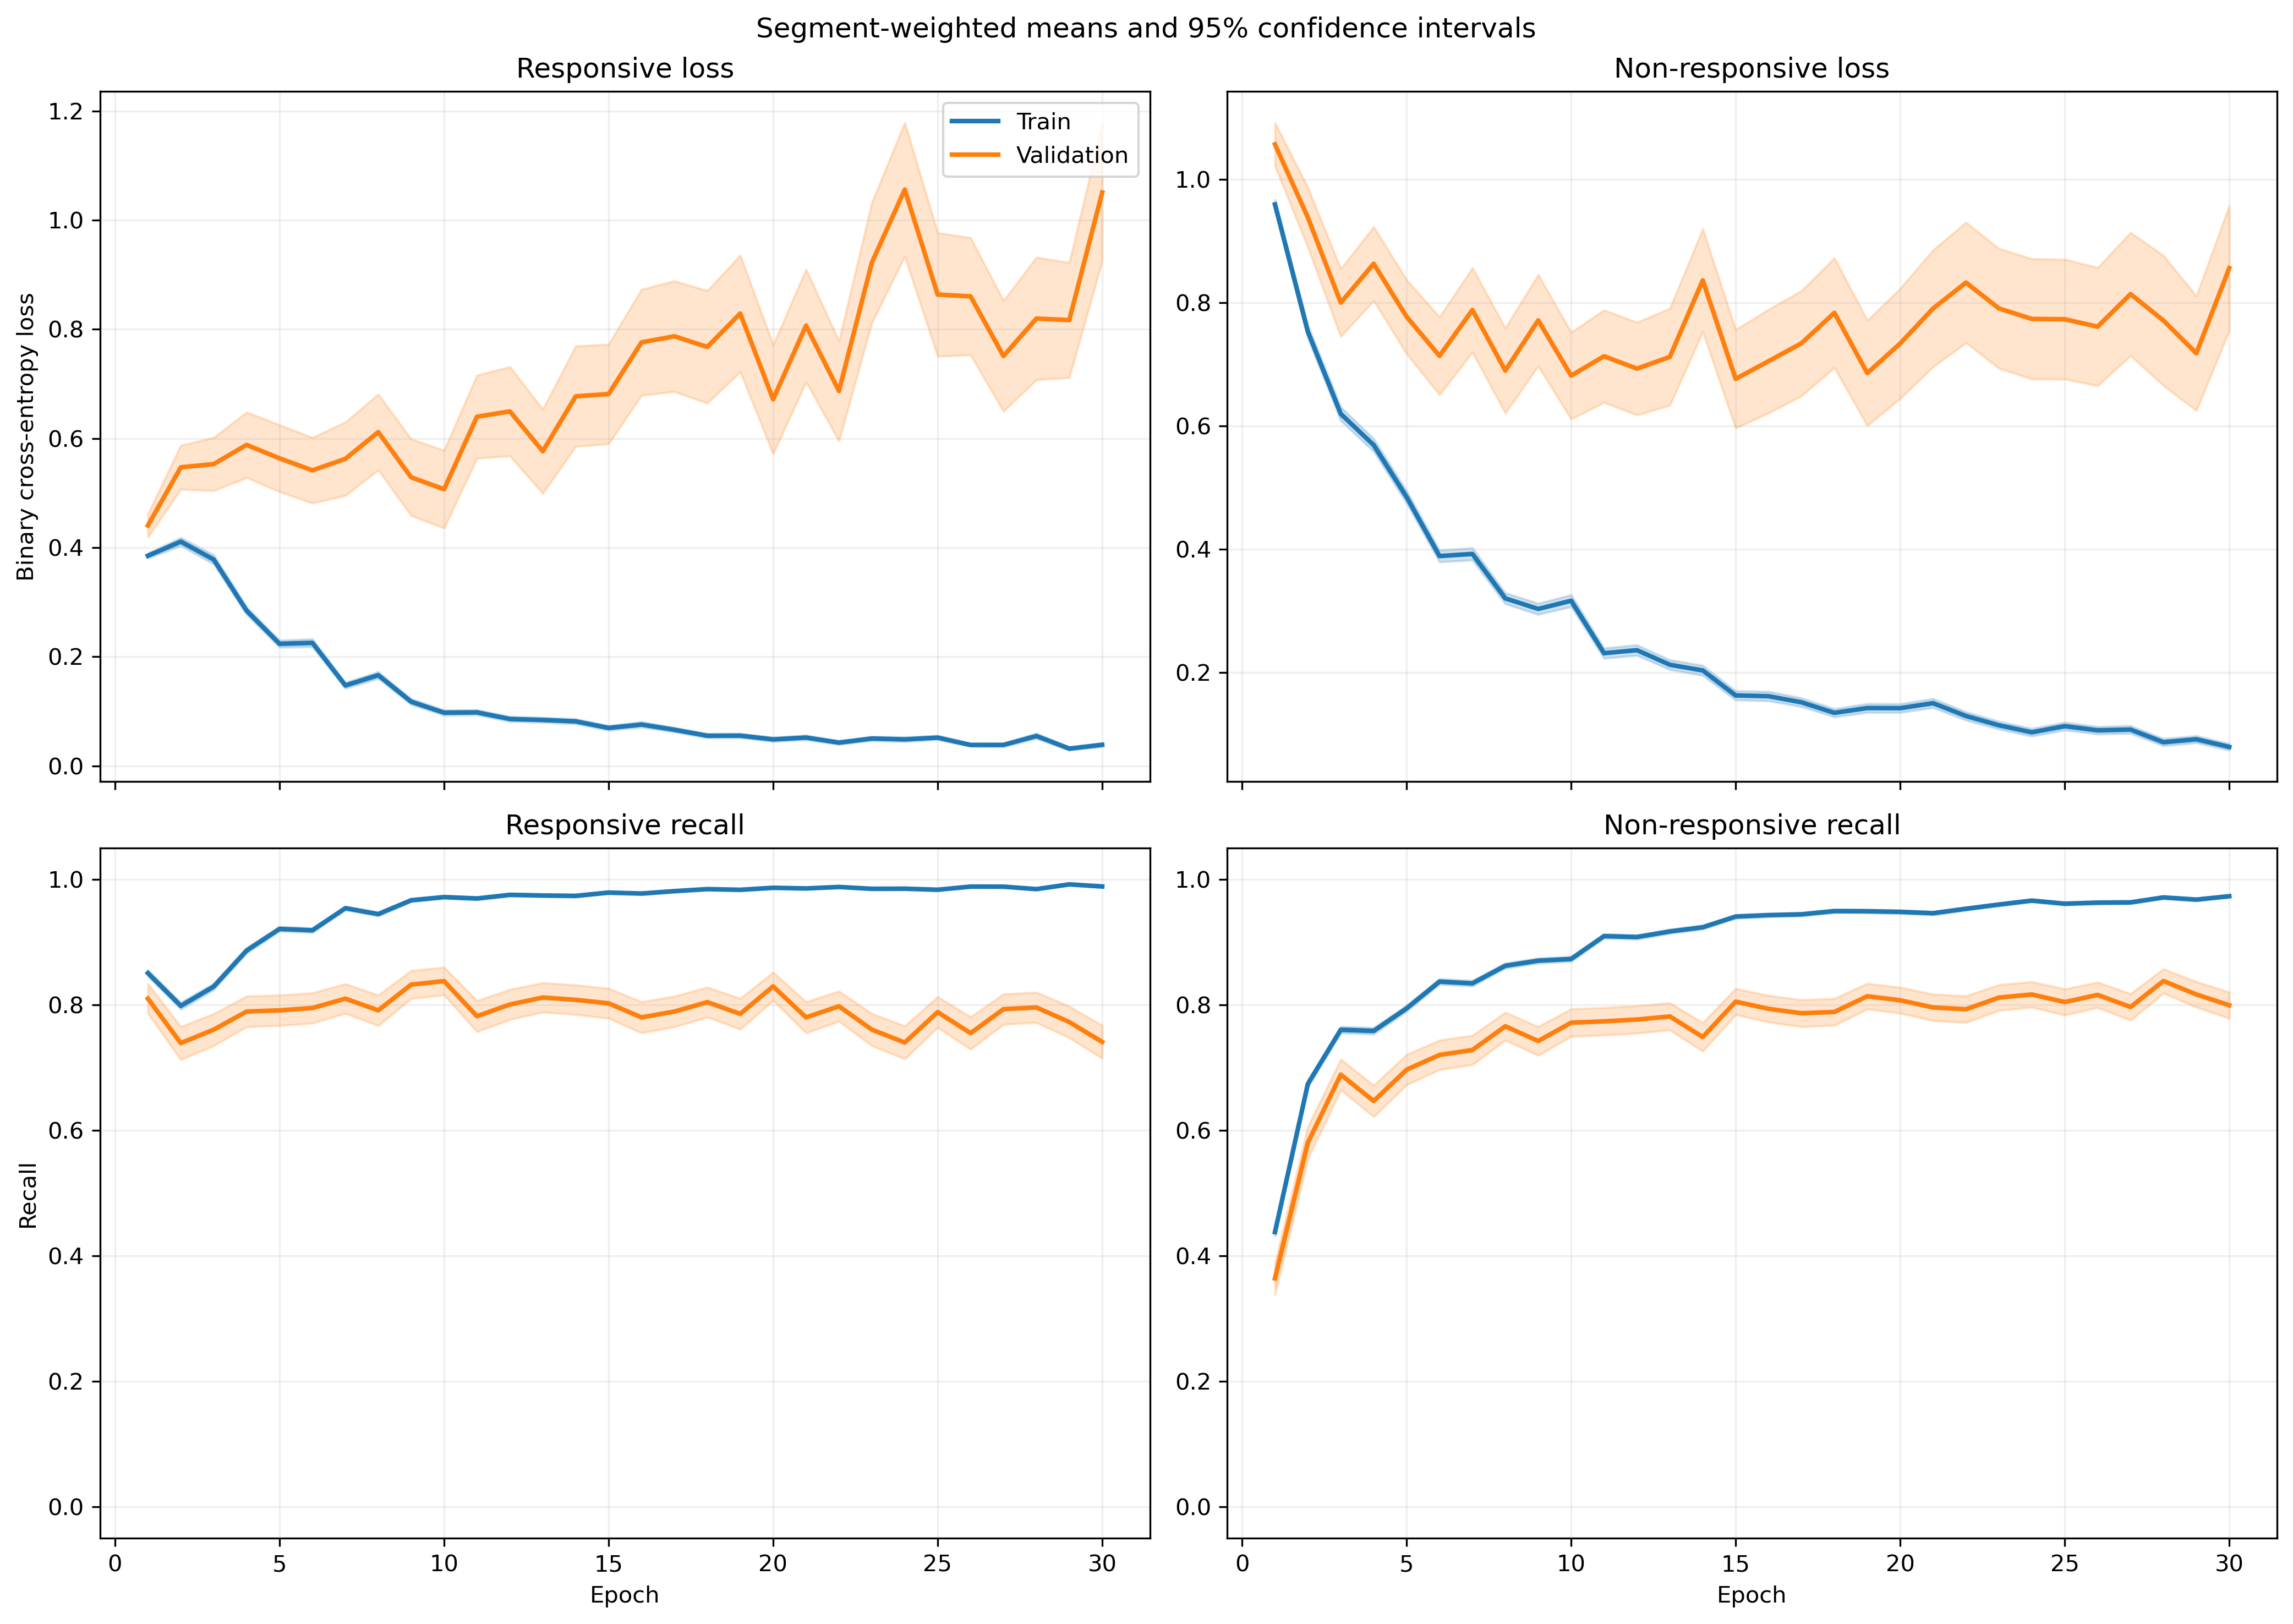 Segment-weighted means and 95% confidence intervals
Responsive loss
Non-responsive loss
Binary cross-entropy loss
1.2
1.0
0.8
0.6
0.4
0.2
0.0
Train
Validation
1.0
0.8
0.6
0.4
0.2
Responsive recall
Non-responsive recall
Recall
1.0
0.8
0.6
0.4
0.2
0.0
0 5 10 15 20 25 30
Epoch
1.0
0.8
0.6
0.4
0.2
0.0
0 5 10 15 20 25 30
Epoch